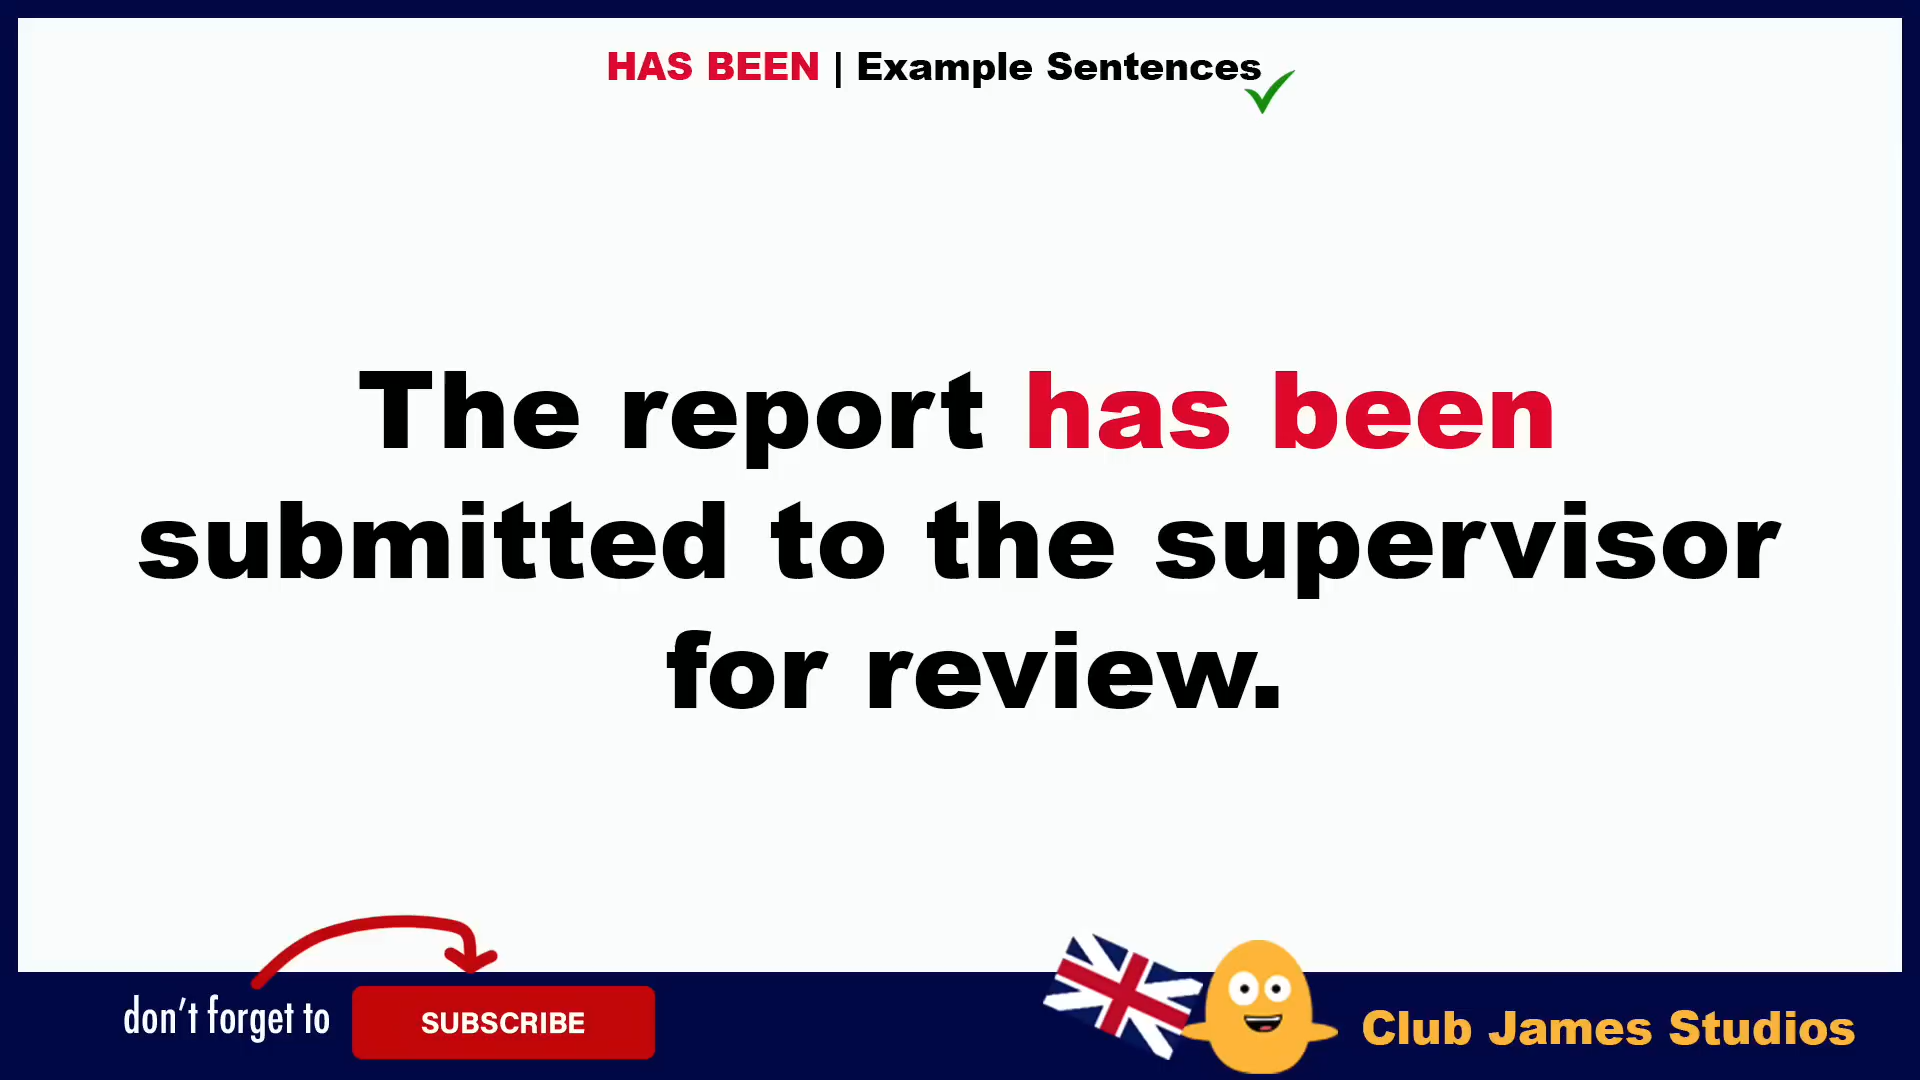 HAS BEEN | Example Sentences
The report has been
submitted to the supervisor
for review.
don't forget to
SUBSCRIBE
Club James Studios